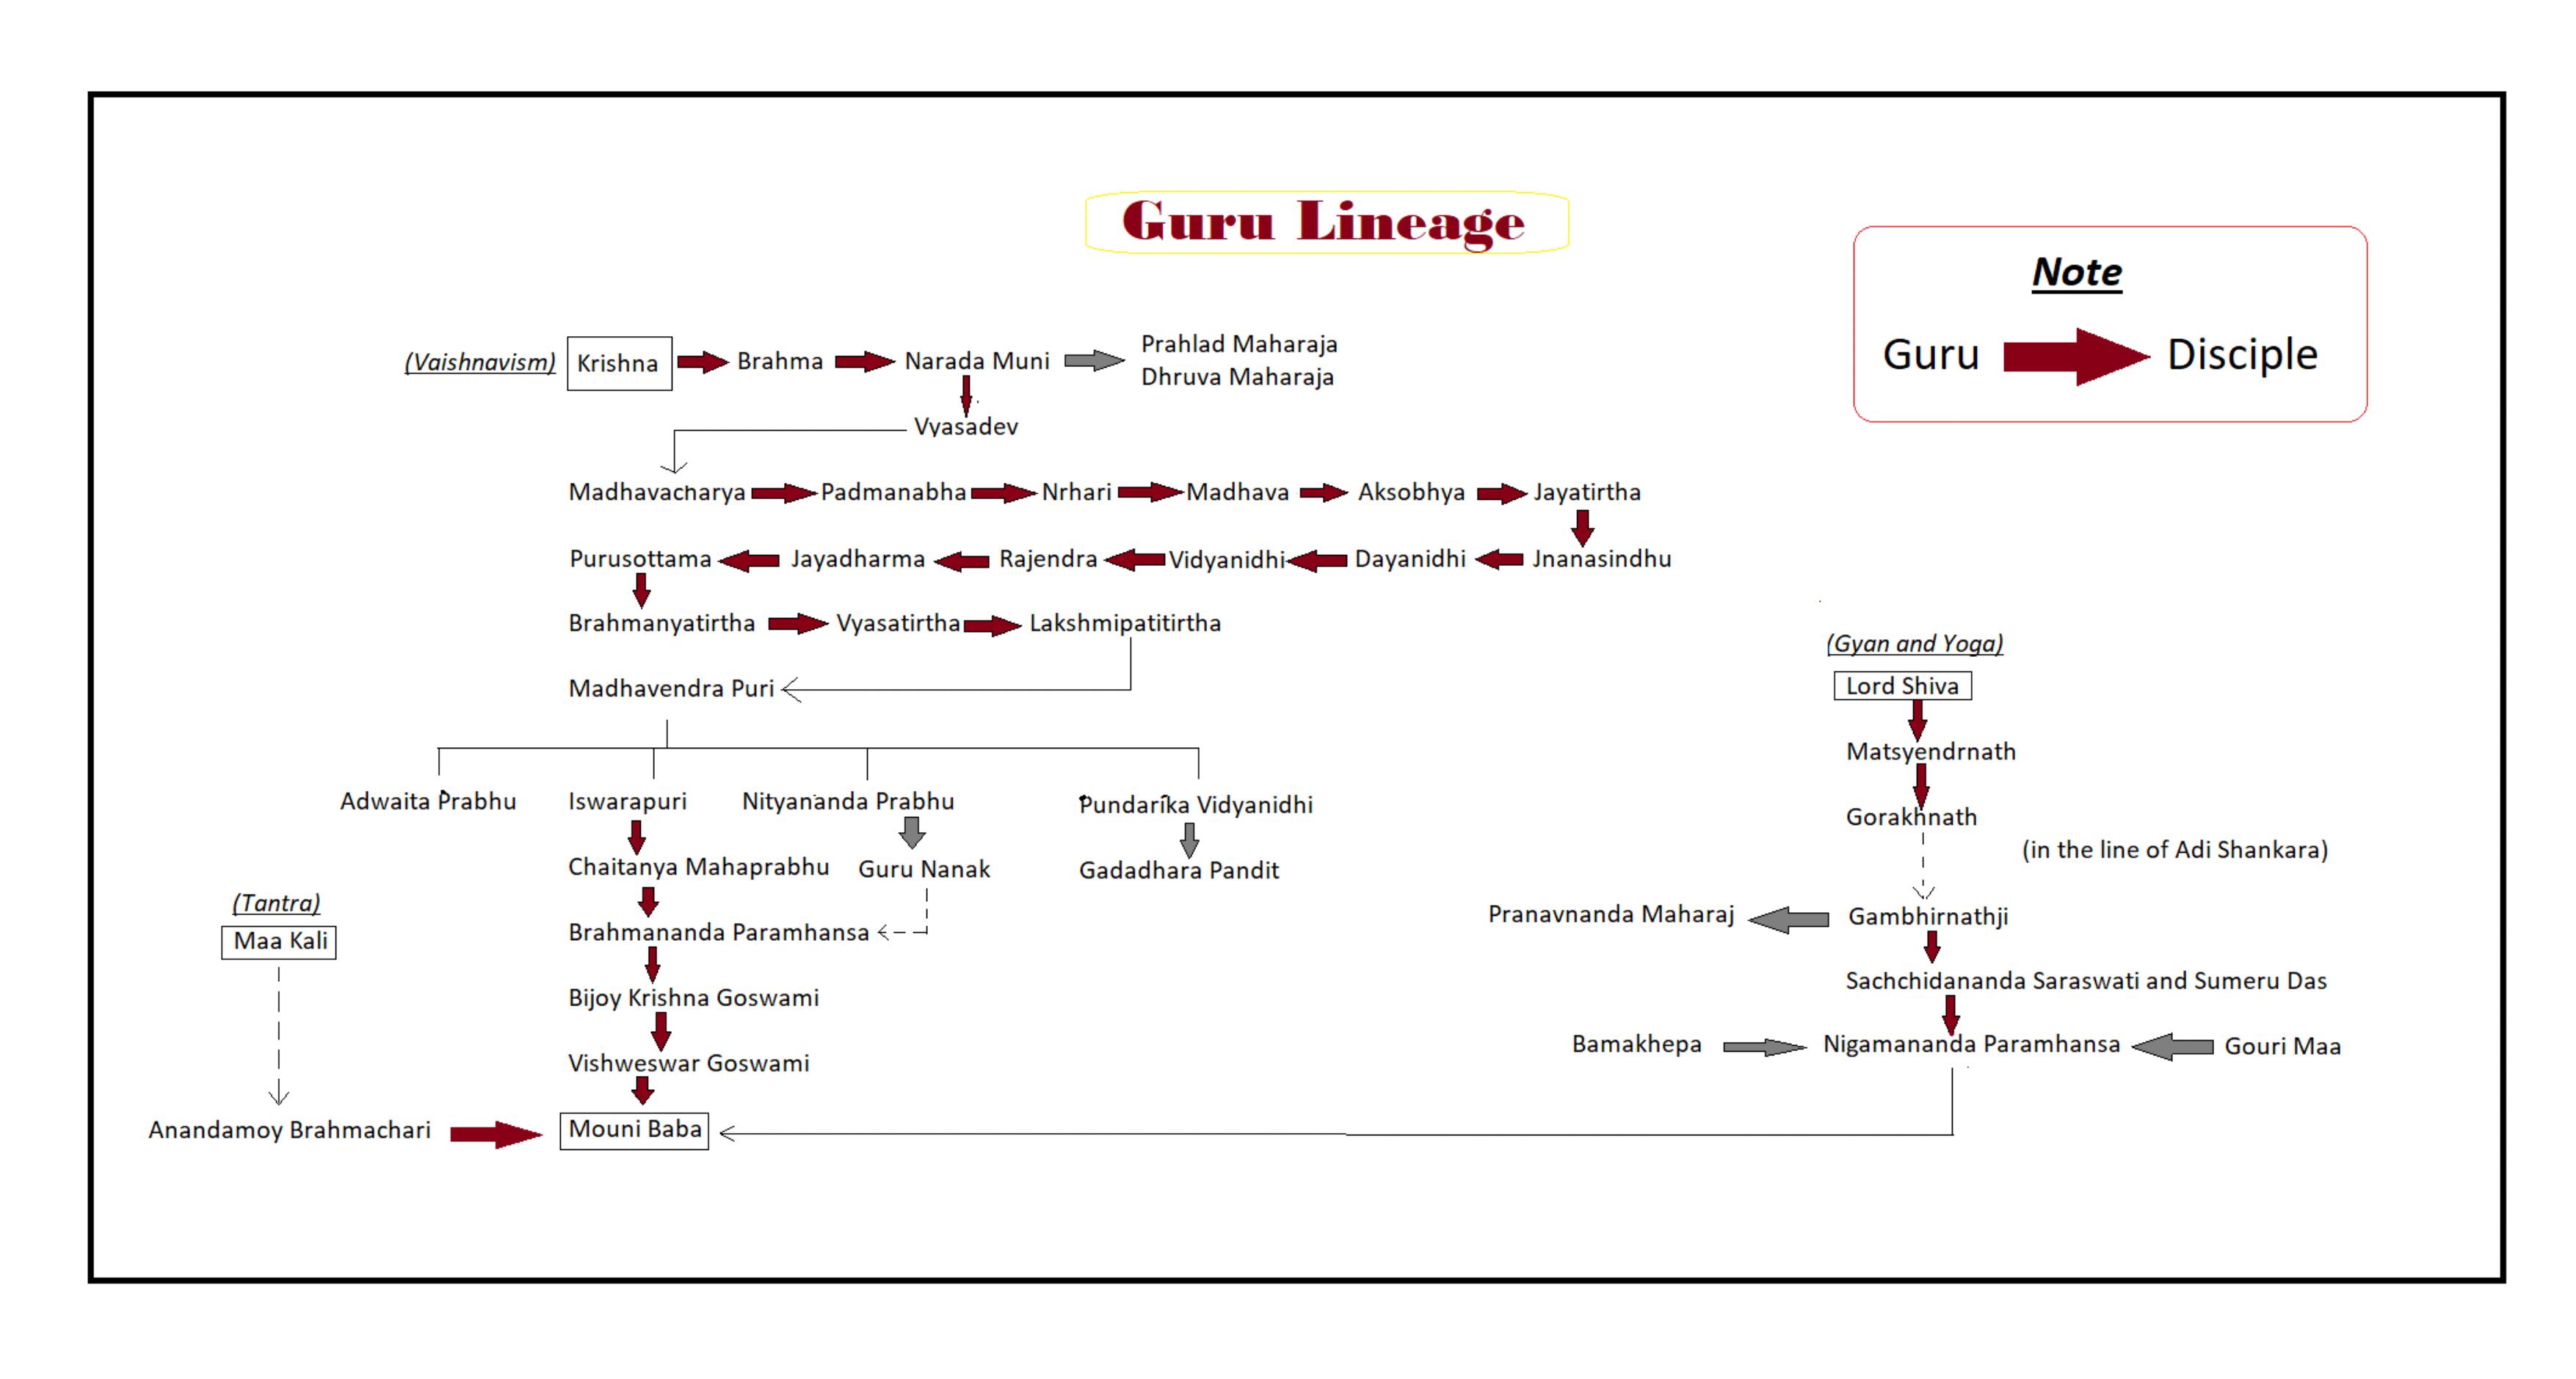 Guru Lineage
Note
Guru Disciple
(Vaishnavism) Krishna Brahma Narada Muni
Prahlad Maharaja
Dhruva Maharaja
Vyasadev
Madhavacharya Padmanabha Nrhari Madhava Aksobhya Jayatirtha
Purusottama Jayadharma Rajendra Vidyanidhi Dayanidhi Jnanasindhu
Brahmanyatirtha Vyasatirtha Lakshmipatitirtha
Madhavendra Puri
Adwaita Prabhu Iswarapuri Nityananda Prabhu Pundarika Vidyanidhi
Chaitanya Mahaprabhu Guru Nanak Gadadhara Pandit
Brahmananda Paramhansa
Bijoy Krishna Goswami
Vishweswar Goswami
(Tantra)
Maa Kali
Anandamoy Brahmachari Mouni Baba
(Gyan and Yoga)
Lord Shiva
Matsyendrnath
Gorakhnath
(in the line of Adi Shankara)
Pranavnanda Maharaj Gambhirnathji
Sachchidananda Saraswati and Sumeru Das
Bamakhepa Nigamananda Paramhansa Gouri Maa